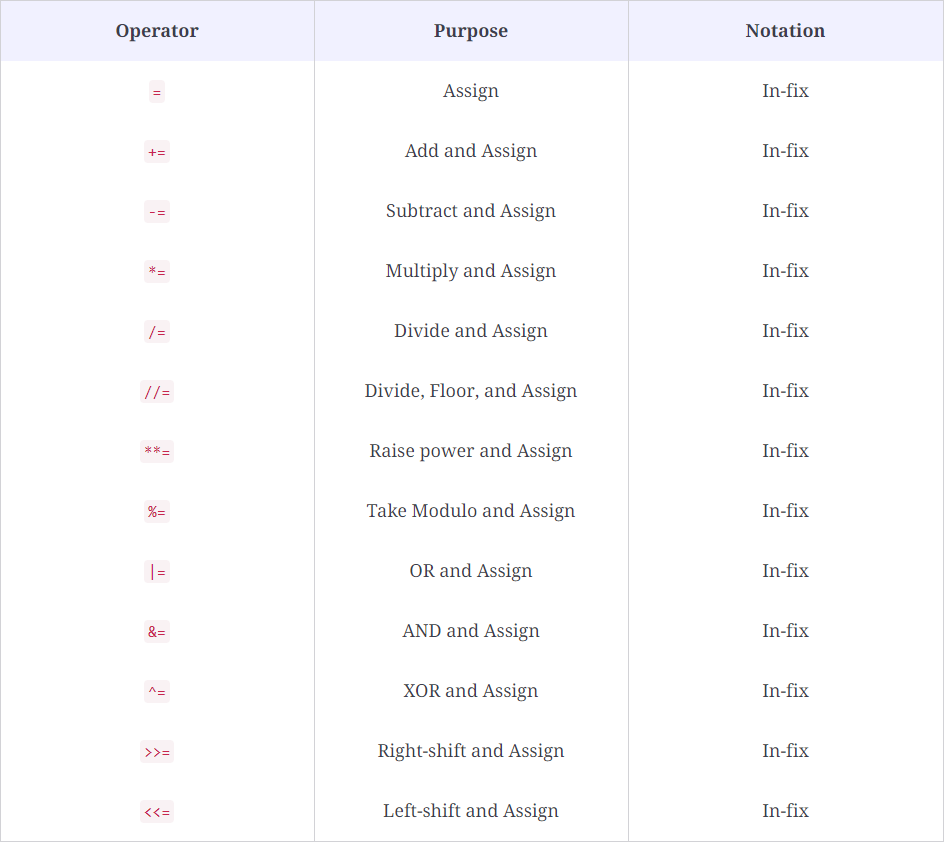 Operator Purpose Notation
= Assign In-fix
+= Add and Assign In-fix
-= Subtract and Assign In-fix
*= Multiply and Assign In-fix
/= Divide and Assign In-fix
//= Divide, Floor, and Assign In-fix
**= Raise power and Assign In-fix
%= Take Modulo and Assign In-fix
|= OR and Assign In-fix
&= AND and Assign In-fix
^= XOR and Assign In-fix
>>= Right-shift and Assign In-fix
<<= Left-shift and Assign In-fix